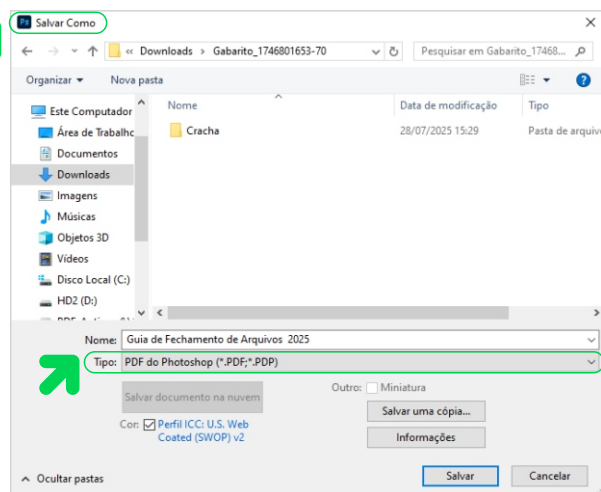 Ps Salvar Como
« Downloads › Gabarito_1746801653-70
Pesquisar em Gabarito_17468...
Organizar
Nova pasta
Nome
Data de modificação
Tipo
Este Computador
Área de Trabalho
Documentos
Downloads
Imagens
Músicas
Objetos 3D
Vídeos
Disco Local (C:)
HD2 (D:)
Cracha
28/07/2025 15:29
Pasta de arquiv
Nome: Guia de Fechamento de Arquivos 2025
Tipo: PDF do Photoshop (*.PDF;*.PDP)
Salvar documento na nuvem
Outro: Miniatura
Cor: Perfil ICC: U.S. Web
Coated (SWOP) v2
Salvar uma cópia...
Informações
Ocultar pastas
Salvar
Cancelar